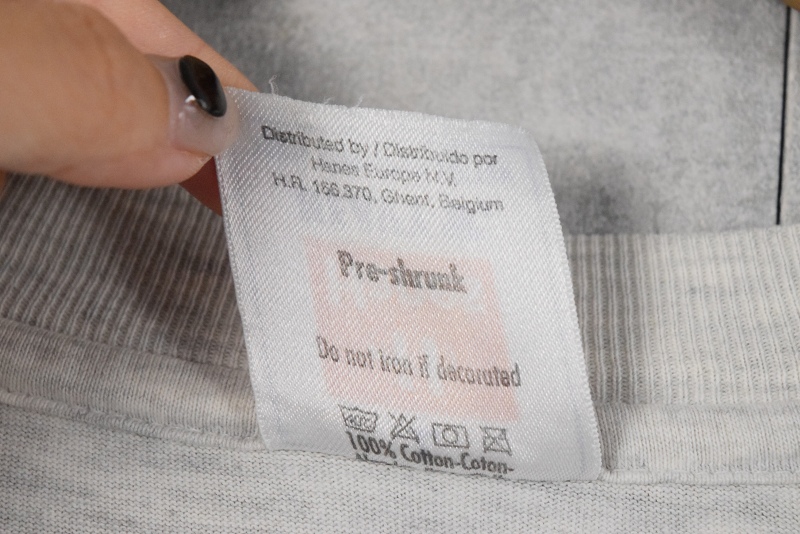 Distributed by / Distribuido por
Hanes Europe N.V.
H.R. 166.370, Ghent, Belgium
Pre-shrunk
Do not iron if decorated
100% Cotton-Coton-